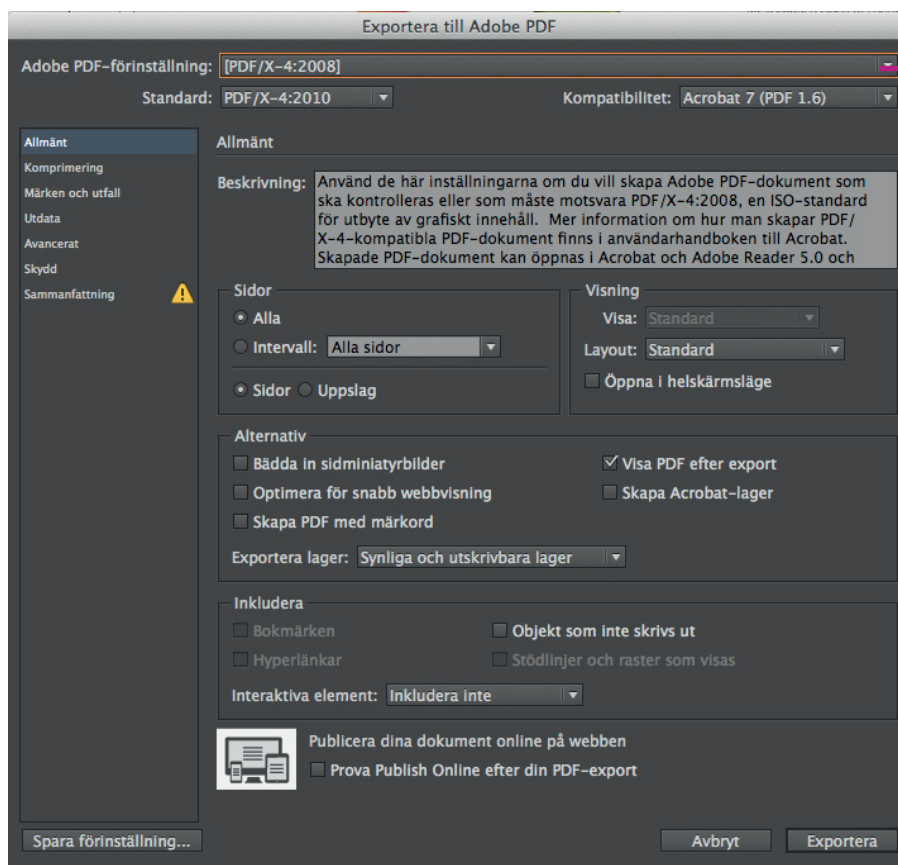 Exportera till Adobe PDF
Adobe PDF-förinställning: [PDF/X-4:2008]
Standard: PDF/X-4:2010
Kompatibilitet: Acrobat 7 (PDF 1.6)
Allmänt
Komprimering
Märken och utfall
Utdata
Avancerat
Skydd
Sammanfattning
Allmänt
Beskrivning: Använd de här inställningarna om du vill skapa Adobe PDF-dokument som
ska kontrolleras eller som måste motsvara PDF/X-4:2008, en ISO-standard
för utbyte av grafiskt innehåll. Mer information om hur man skapar PDF/
X-4-kompatibla PDF-dokument finns i användarhandboken till Acrobat.
Skapade PDF-dokument kan öppnas i Acrobat och Adobe Reader 5.0 och
Sidor
Alla
Intervall: Alla sidor
Sidor Uppslag
Visning
Visa: Standard
Layout: Standard
Öppna i helskärmsläge
Alternativ
Bädda in sidminiatyrbilder
Visa PDF efter export
Optimera för snabb webbvisning
Skapa Acrobat-lager
Skapa PDF med märkord
Exportera lager: Synliga och utskrivbara lager
Inkludera
Bokmärken
Objekt som inte skrivs ut
Hyperlänkar
Stödlinjer och raster som visas
Interaktiva element: Inkludera inte
Publicera dina dokument online på webben
Prova Publish Online efter din PDF-export
Spara förinställning...
Avbryt
Exportera